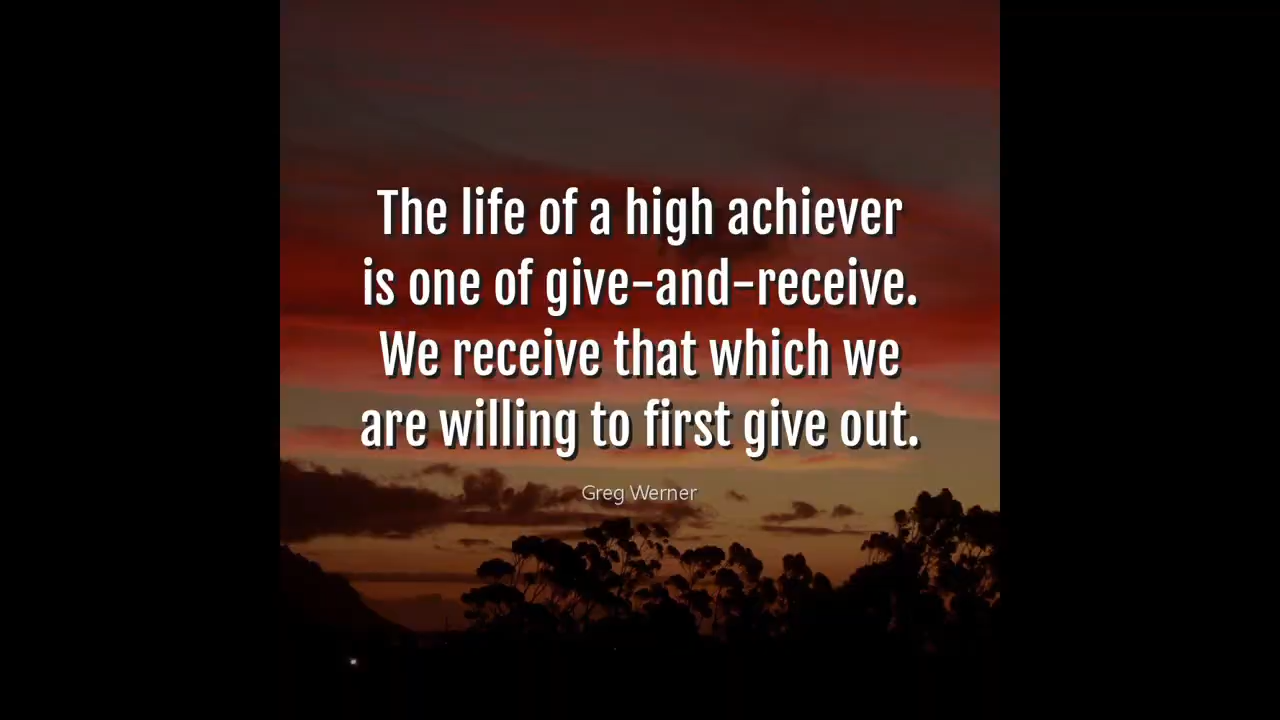 The life of a high achiever
is one of give-and-receive.
We receive that which we
are willing to first give out.
Greg Werner